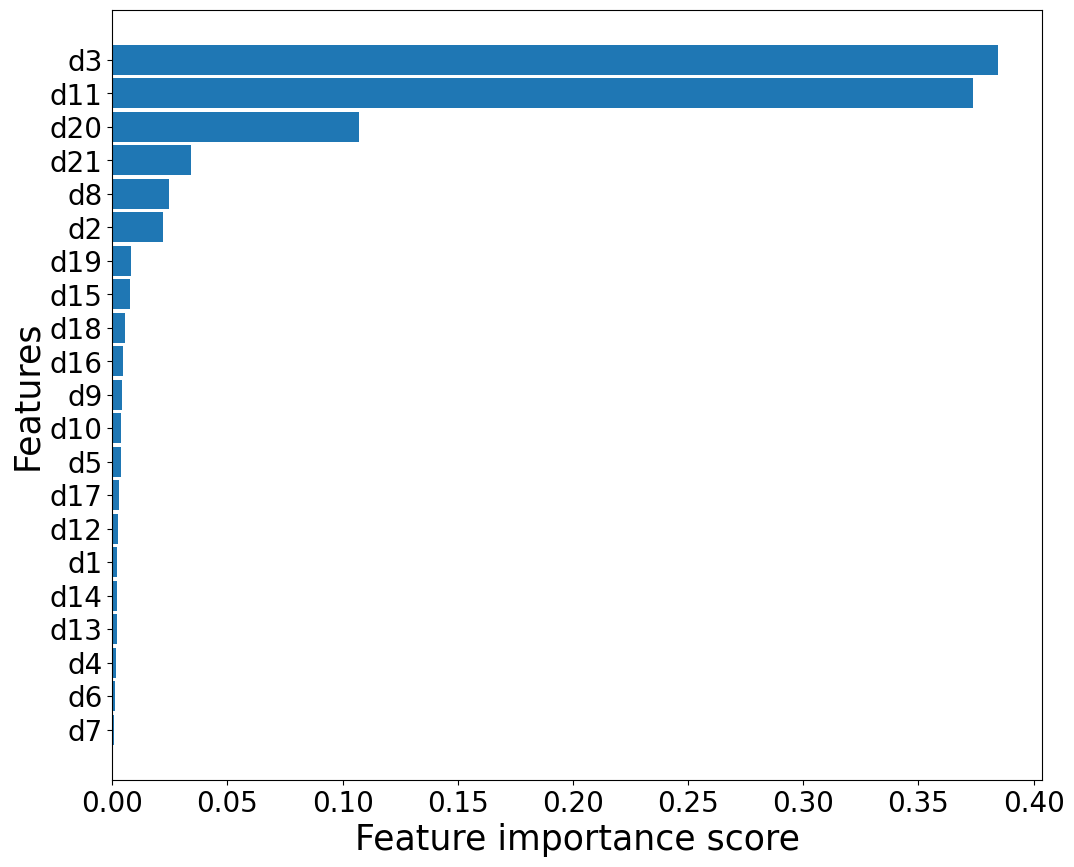 d3
d11
d20
d21
d8
d2
d19
d15
d18
d16
d9
d10
d5
d17
d12
d1
d14
d13
d4
d6
d7
Features
0.00 0.05 0.10 0.15 0.20 0.25 0.30 0.35 0.40
Feature importance score